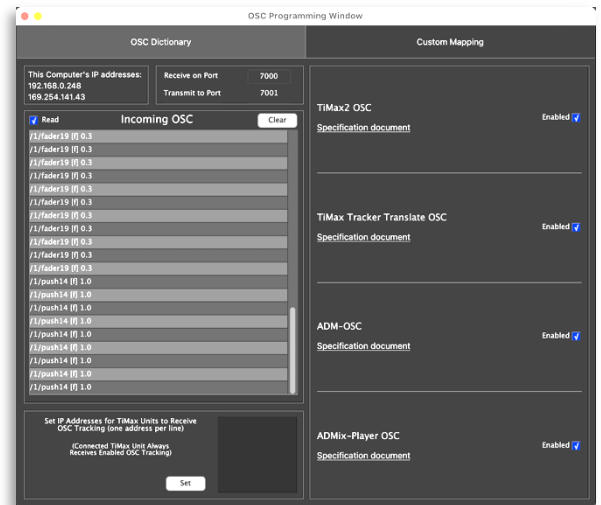 OSC Programming Window
OSC Dictionary
Custom Mapping
This Computer's IP addresses:
192.168.0.248
169.254.141.43
Receive on Port 7000
Transmit to Port 7001
Read
Incoming OSC
Clear
/1/fader19 [f] 0.3
/1/fader19 [f] 0.3
/1/fader19 [f] 0.3
/1/fader19 [f] 0.3
/1/fader19 [f] 0.3
/1/fader19 [f] 0.3
/1/fader19 [f] 0.3
/1/fader19 [f] 0.3
/1/fader19 [f] 0.3
/1/fader19 [f] 0.3
/1/fader19 [f] 0.3
/1/push14 [f] 1.0
/1/push14 [f] 1.0
/1/push14 [f] 1.0
/1/push14 [f] 1.0
/1/push14 [f] 1.0
/1/push14 [f] 1.0
/1/push14 [f] 1.0
/1/push14 [f] 1.0
/1/push14 [f] 1.0
Set IP Addresses for TiMax Units to Receive
OSC Tracking (one address per line)
(Connected TiMax Unit Always
Receives Enabled OSC Tracking)
Set
TiMax2 OSC
Enabled
Specification document
TiMax Tracker Translate OSC
Enabled
Specification document
ADM-OSC
Enabled
Specification document
ADMix-Player OSC
Enabled
Specification document